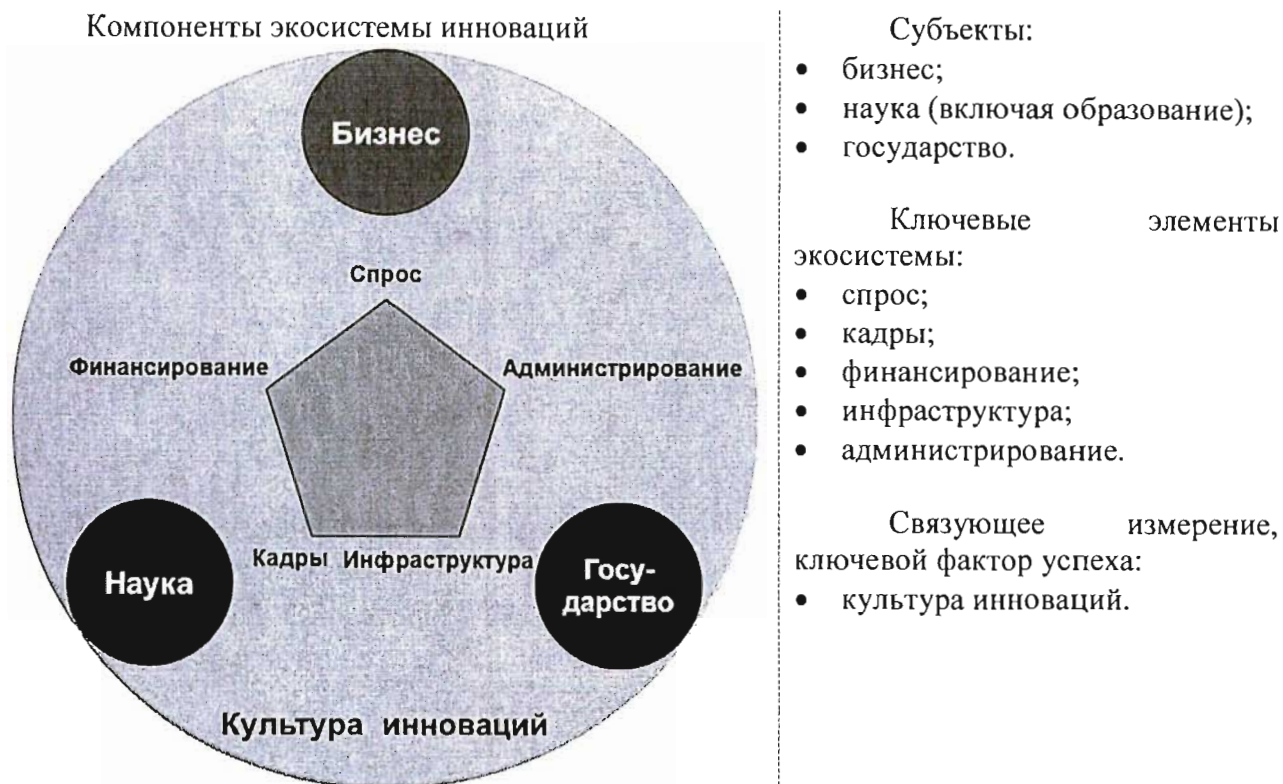 Компоненты экосистемы инноваций
Бизнес
Спрос
Финансирование
Администрирование
Кадры
Инфраструктура
Наука
Госу-
дарство
Культура инноваций
Субъекты:
• бизнес;
• наука (включая образование);
• государство.
Ключевые элементы
экосистемы:
• спрос;
• кадры;
• финансирование;
• инфраструктура;
• администрирование.
Связующее измерение,
ключевой фактор успеха:
• культура инноваций.